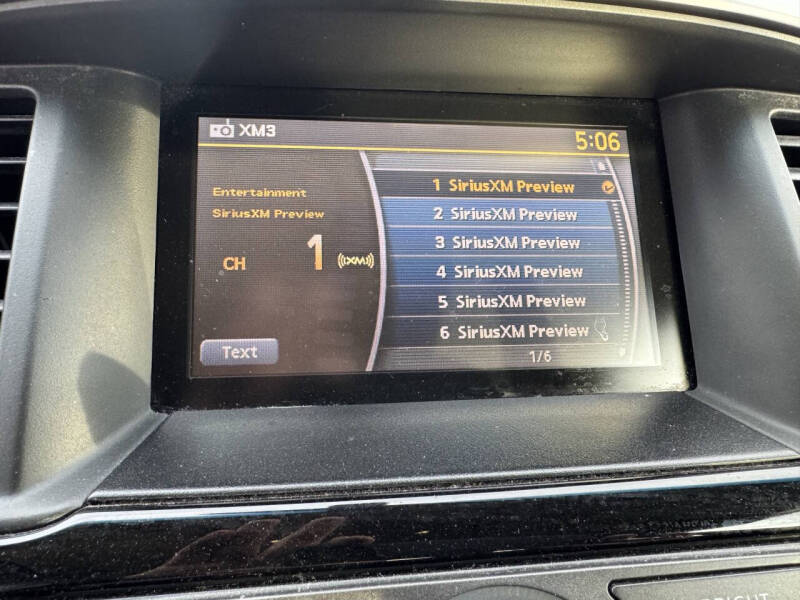 XM3
5:06
Entertainment
SiriusXM Preview
CH 1 ((XM))
Text
1 SiriusXM Preview
2 SiriusXM Preview
3 SiriusXM Preview
4 SiriusXM Preview
5 SiriusXM Preview
6 SiriusXM Preview
1/6